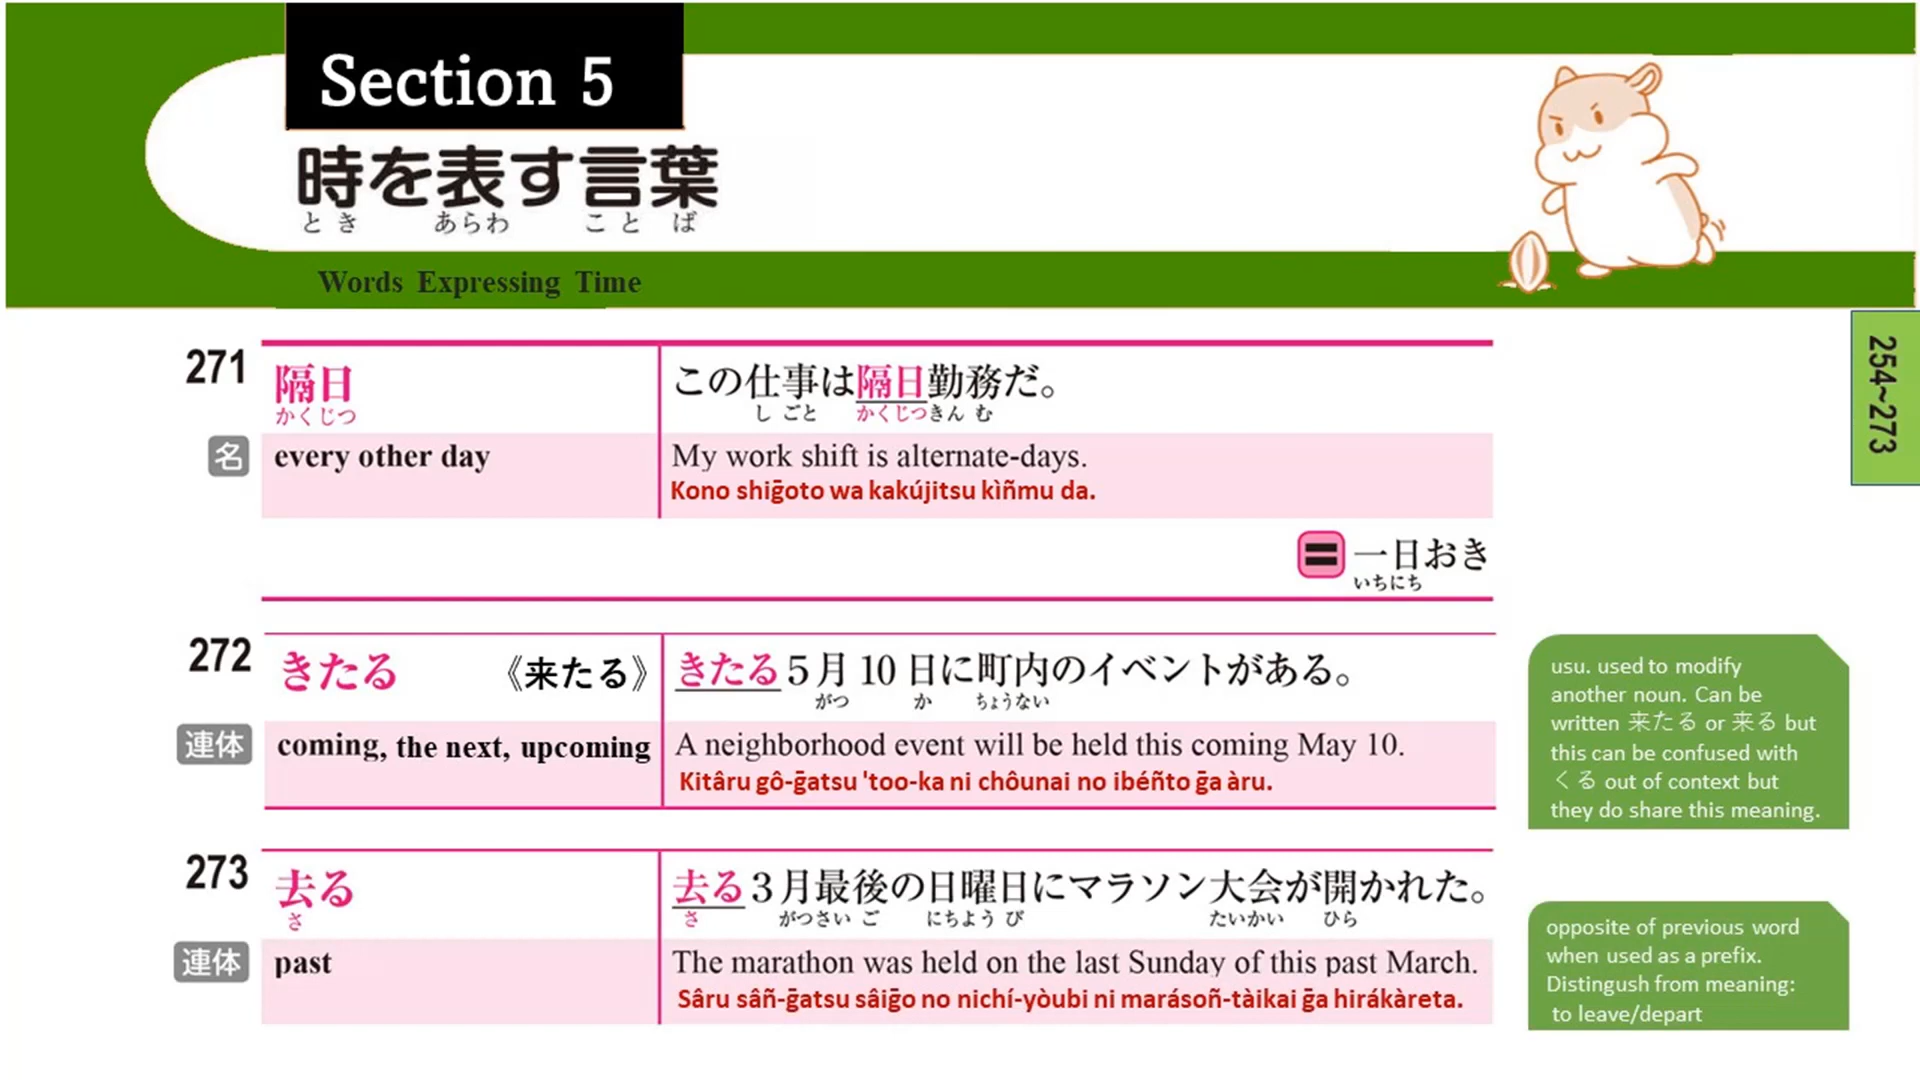 Section 5
時を表す言葉
とき あらわ ことば
Words Expressing Time
254~273
271
隔日
かくじつ
この仕事は隔日勤務だ。
しごと かくじつきんむ
名
every other day
My work shift is alternate-days.
Kono shiḡoto wa kakújitsu kìñmu da.
= 一日おき
いちにち
272
きたる 《来たる》
きたる5月10日に町内のイベントがある。
がつ か ちょうない
連体
coming, the next, upcoming
A neighborhood event will be held this coming May 10.
Kitâru gô-ḡatsu 'too-ka ni chôunai no ibéñto ḡa àru.
usu. used to modify
another noun. Can be
written 来たる or 来る but
this can be confused with
くる out of context but
they do share this meaning.
273
去る
さ
去る3月最後の日曜日にマラソン大会が開かれた。
さ がつさいご にちようび たいかい ひら
連体
past
The marathon was held on the last Sunday of this past March.
Sâru sâñ-ḡatsu sâiḡo no nichí-yòubi ni marásoñ-tàikai ḡa hirákàreta.
opposite of previous word
when used as a prefix.
Distingush from meaning:
to leave/depart